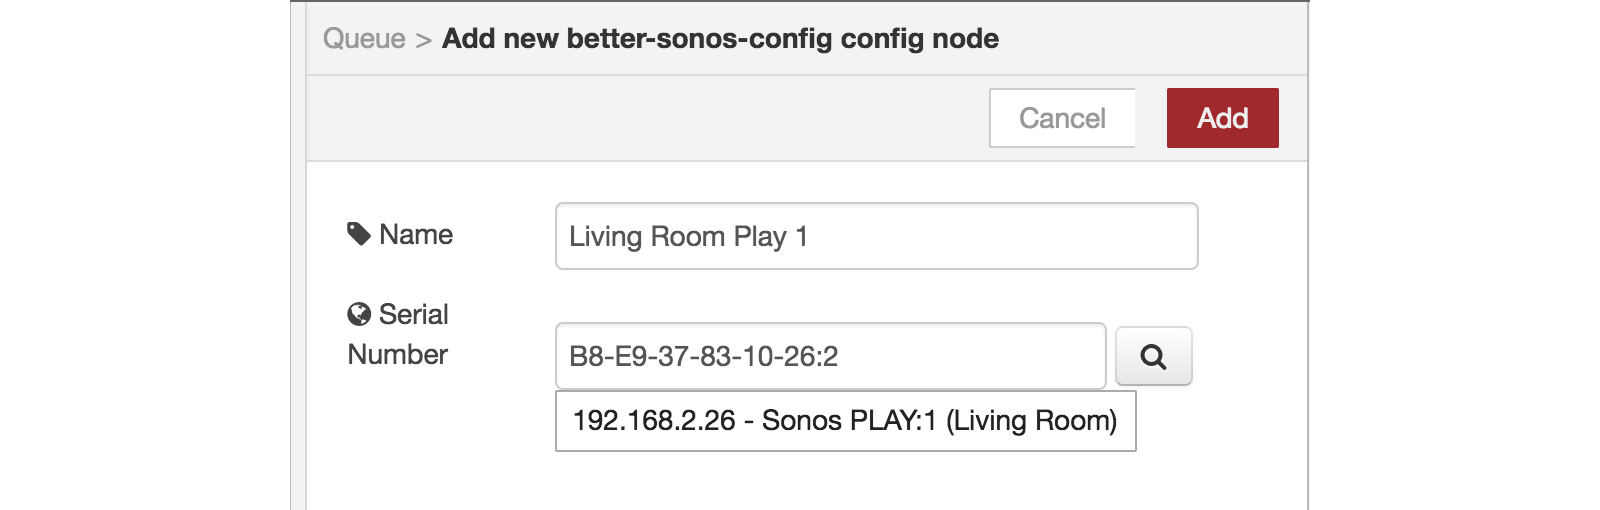 Queue > Add new better-sonos-config config node
Cancel Add
Name Living Room Play 1
Serial
Number B8-E9-37-83-10-26:2
192.168.2.26 - Sonos PLAY:1 (Living Room)